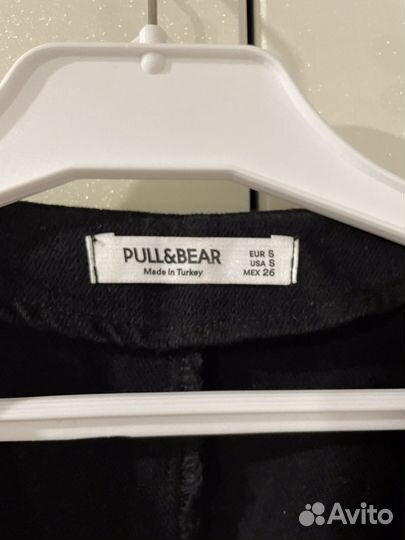 PULL&BEAR
Made in Turkey
EUR S
USA S
MEX 26
Avito